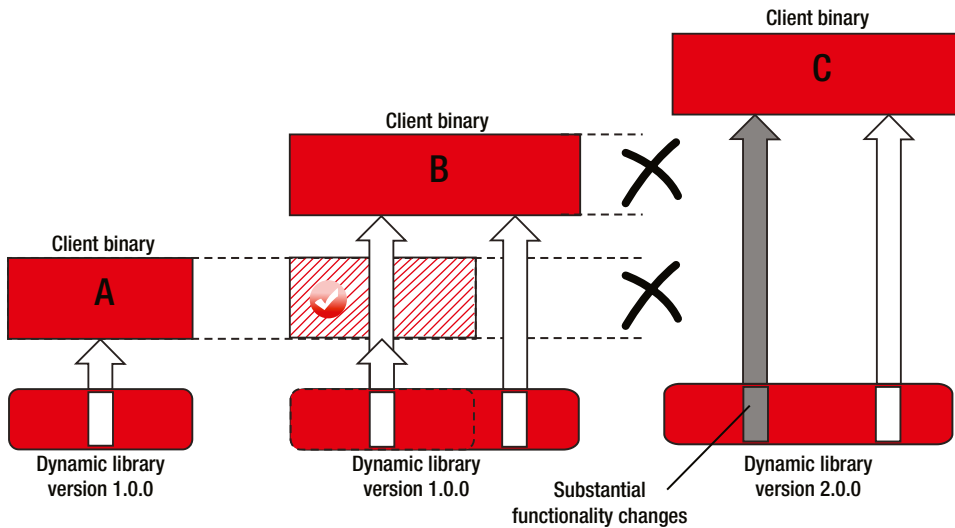 Client binary
C
Client binary
B
Client binary
A
Dynamic library
version 1.0.0
Dynamic library
version 1.0.0
Dynamic library
version 2.0.0
Substantial
functionality changes